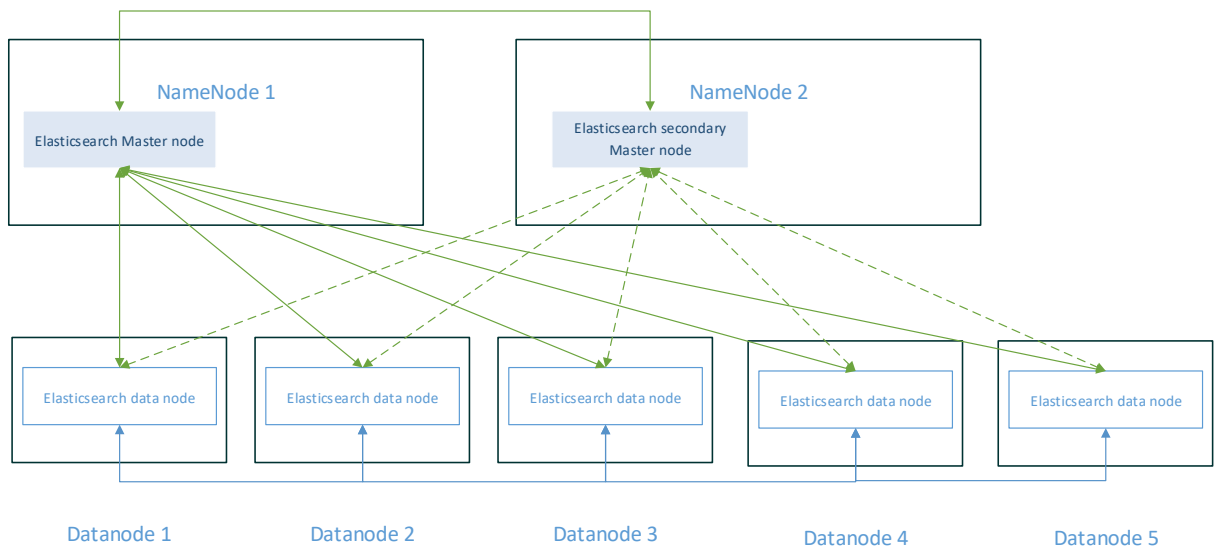 NameNode 1
NameNode 2
Elasticsearch Master node
Elasticsearch secondary
Master node
Elasticsearch data node
Elasticsearch data node
Elasticsearch data node
Elasticsearch data node
Elasticsearch data node
Datanode 1
Datanode 2
Datanode 3
Datanode 4
Datanode 5